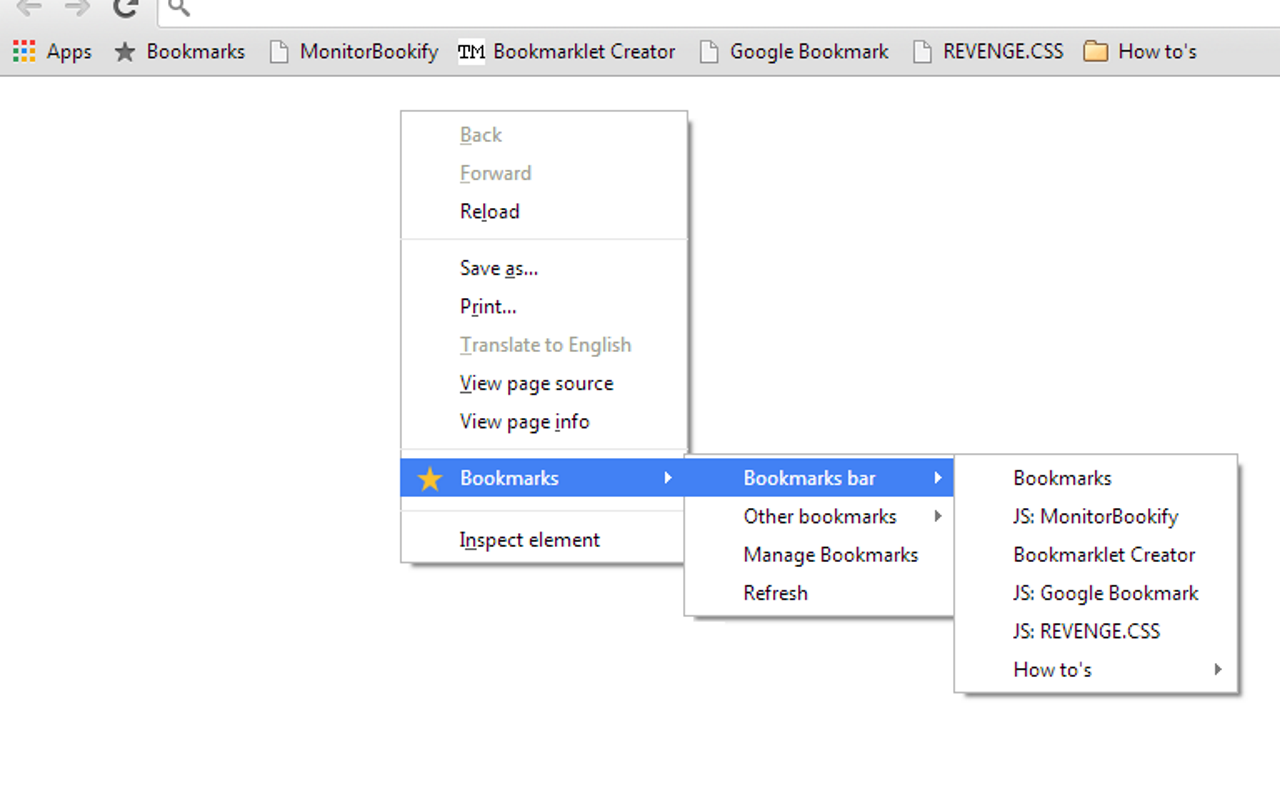 Apps Bookmarks MonitorBookify TM Bookmarklet Creator Google Bookmark REVENGE.CSS How to's
Back
Forward
Reload
Save as...
Print...
Translate to English
View page source
View page info
Bookmarks
Inspect element
Bookmarks bar
Other bookmarks
Manage Bookmarks
Refresh
Bookmarks
JS: MonitorBookify
Bookmarklet Creator
JS: Google Bookmark
JS: REVENGE.CSS
How to's